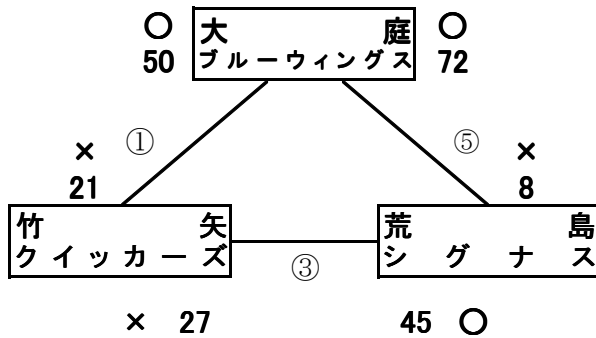 ○ 大庭 ○
50 ブルーウィングス 72
① ⑤
× ×
21 8
竹矢 荒島
クイッカーズ シグナス
③
× 27 45 ○